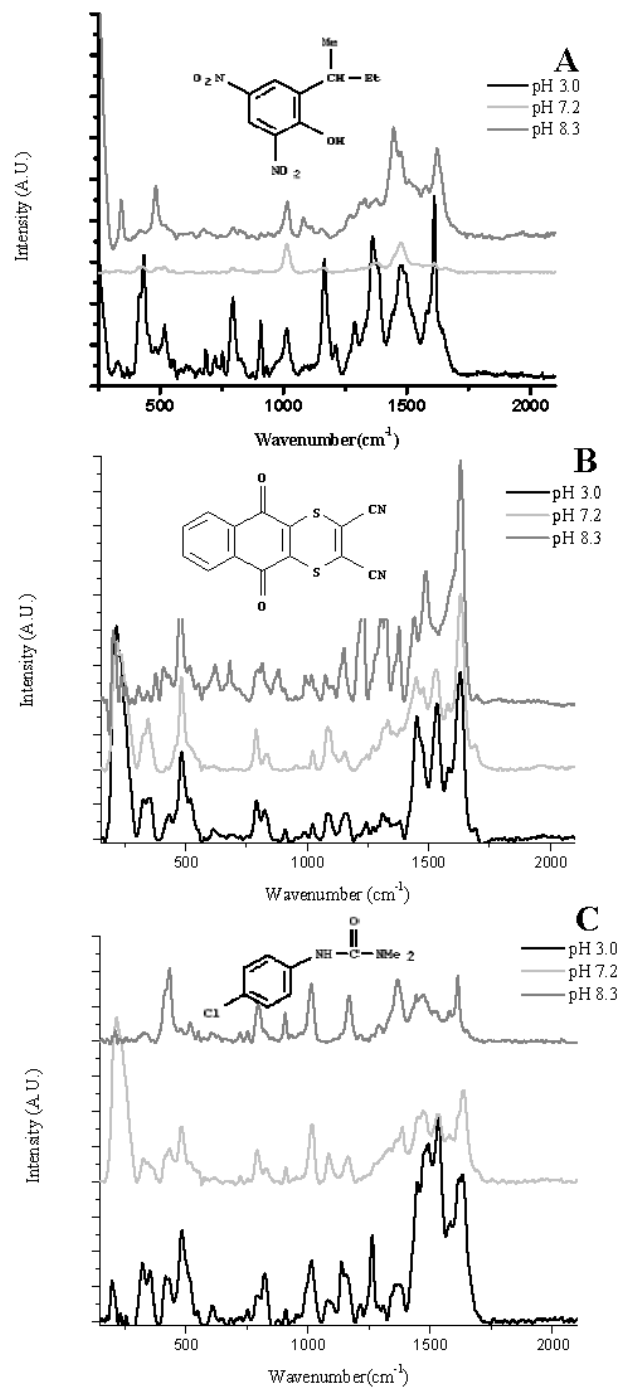 A
Me
CH
Et
NO2
OH
NO2
pH 3.0
pH 7.2
pH 8.3
Intensity (A.U.)
500
1000
1500
2000
Wavenumber(cm-1)
B
O
S
CN
S
CN
O
pH 3.0
pH 7.2
pH 8.3
Intensity (A.U.)
500
1000
1500
2000
Wavenumber (cm-1)
C
O
NH
C
NMe2
Cl
pH 3.0
pH 7.2
pH 8.3
Intensity (A.U.)
500
1000
1500
2000
Wavenumber(cm-1)